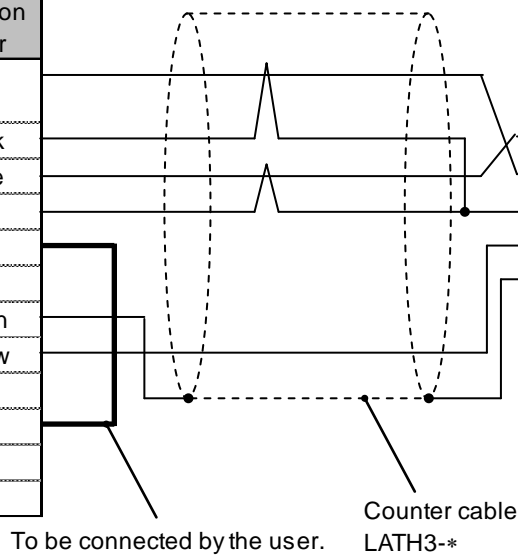 on
r
k
e
n
w
To be connected by the user.
Counter cable
LATH3-*